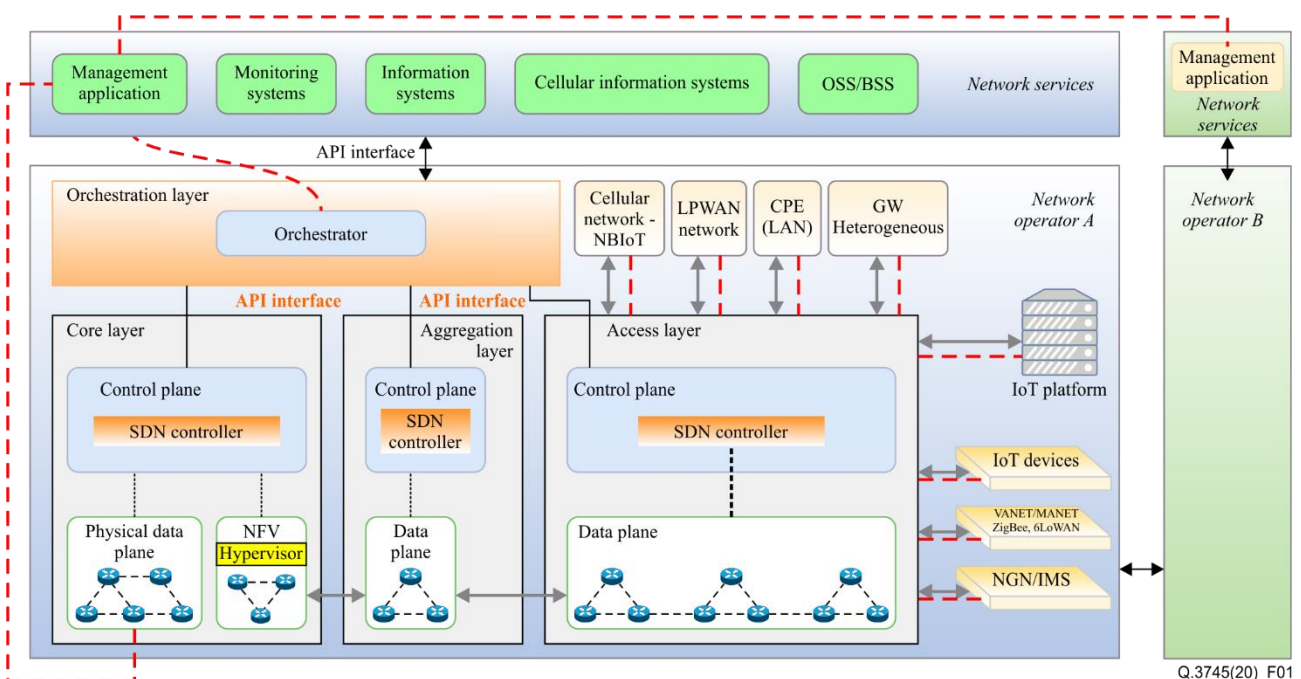 Management
application
Monitoring
systems
Information
systems
Cellular information systems
OSS/BSS
Network services
Management
application
Network
services
API interface
Orchestration layer
Orchestrator
Cellular
network -
NBIoT
LPWAN
network
CPE
(LAN)
GW
Heterogeneous
Network
operator A
Network
operator B
API interface
API interface
Core layer
Aggregation
layer
Access layer
IoT platform
Control plane
SDN controller
Control plane
SDN
controller
Control plane
SDN controller
IoT devices
VANET/MANET
ZigBee, 6LoWAN
NGN/IMS
Physical data
plane
NFV
Hypervisor
Data
plane
Data plane
Q.3745(20)_F01